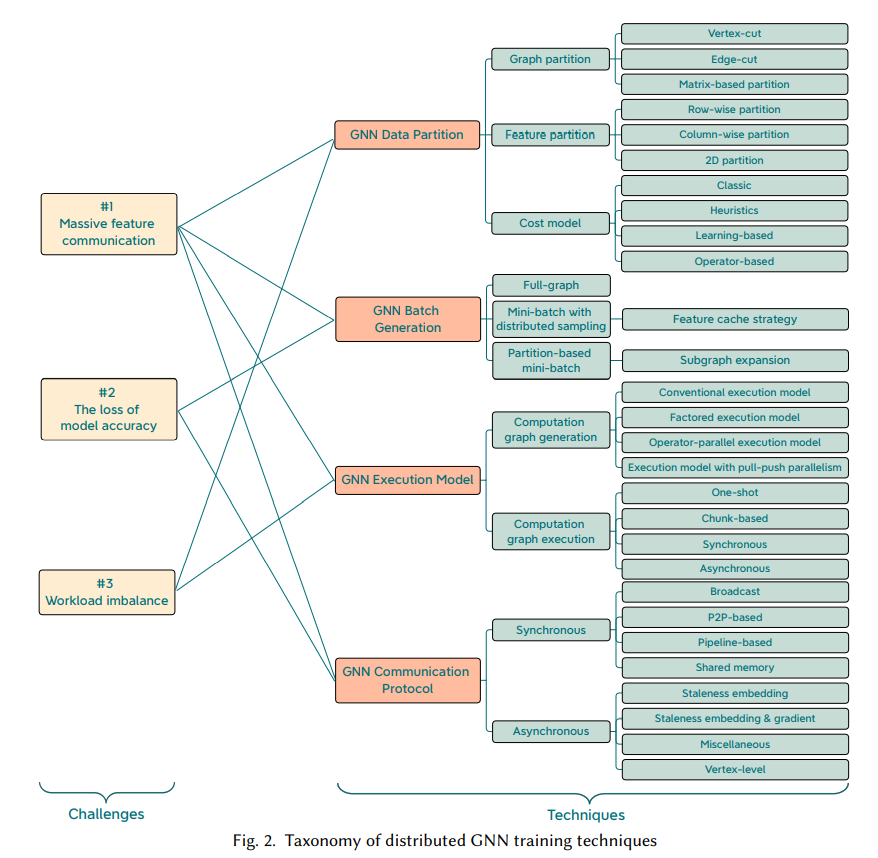 #1
Massive feature
communication
#2
The loss of
model accuracy
#3
Workload imbalance
GNN Data Partition
Graph partition
Vertex-cut
Edge-cut
Matrix-based partition
Feature partition
Row-wise partition
Column-wise partition
2D partition
Cost model
Classic
Heuristics
Learning-based
Operator-based
GNN Batch
Generation
Full-graph
Mini-batch with
distributed sampling
Feature cache strategy
Partition-based
mini-batch
Subgraph expansion
GNN Execution Model
Computation
graph generation
Conventional execution model
Factored execution model
Operator-parallel execution model
Execution model with pull-push parallelism
Computation
graph execution
One-shot
Chunk-based
Synchronous
Asynchronous
GNN Communication
Protocol
Synchronous
Broadcast
P2P-based
Pipeline-based
Shared memory
Asynchronous
Staleness embedding
Staleness embedding & gradient
Miscellaneous
Vertex-level
Challenges
Techniques
Fig. 2. Taxonomy of distributed GNN training techniques